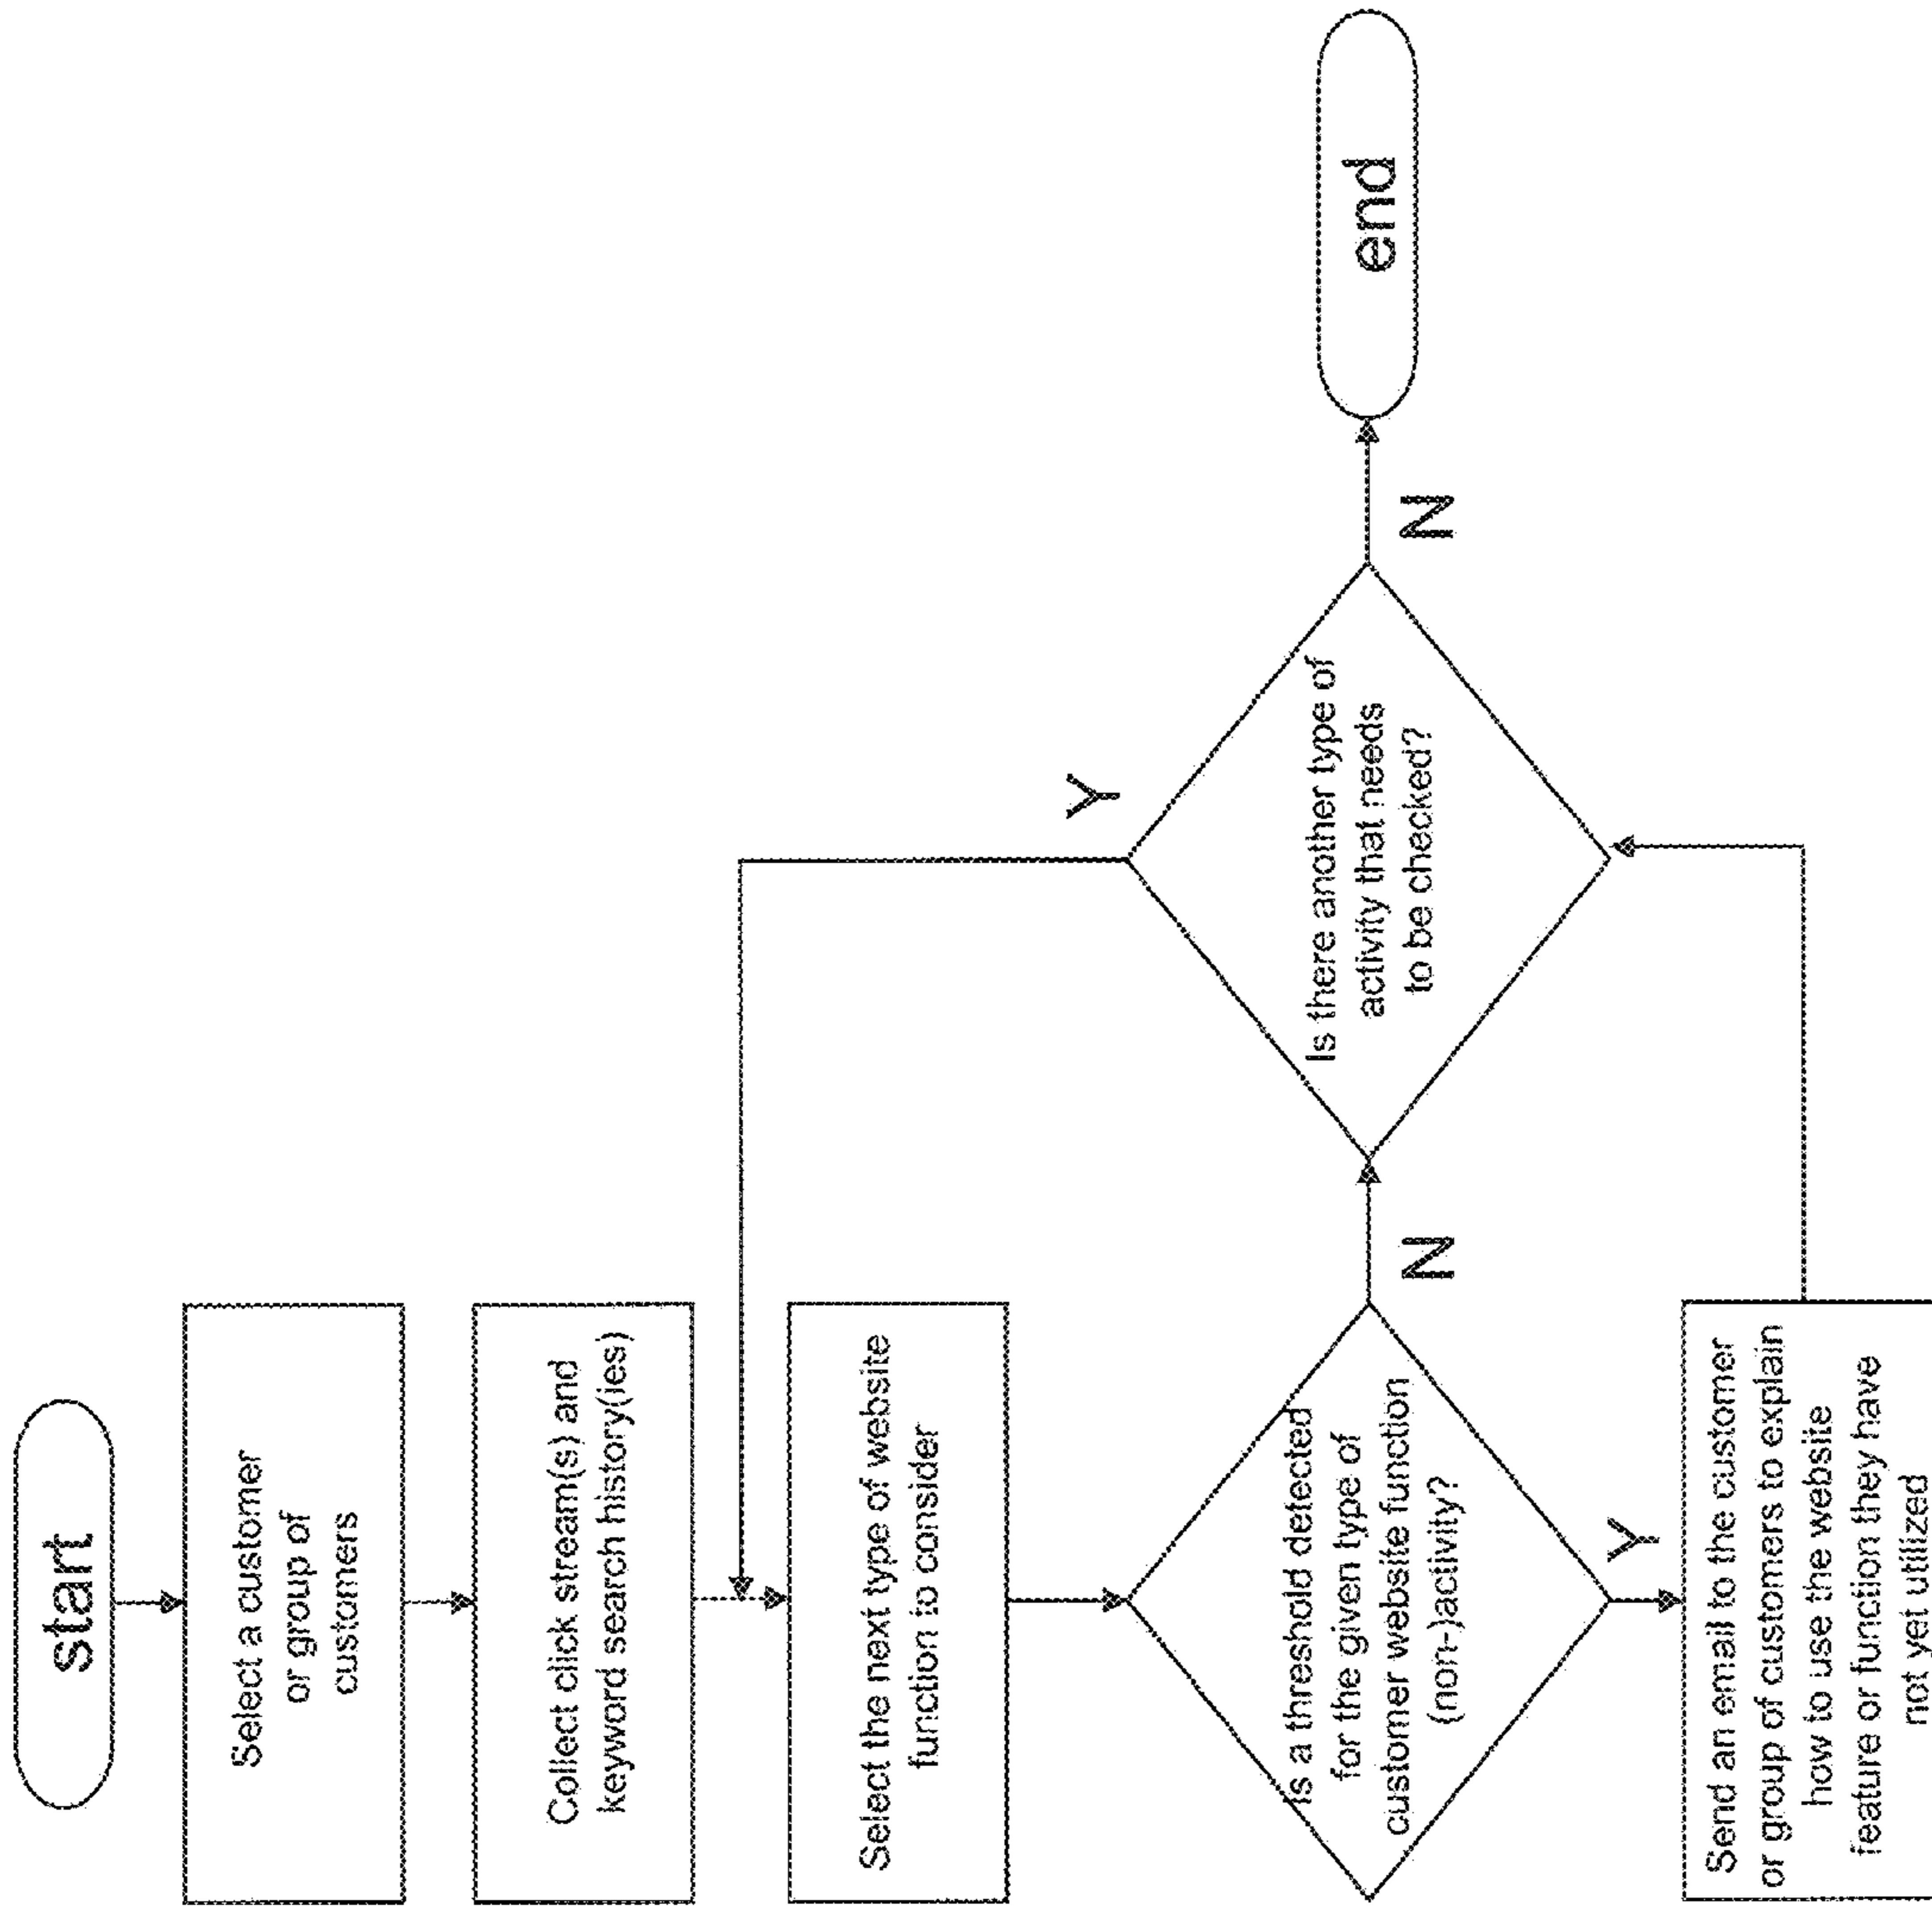 start
Select a customer
or group of
customers
Collect click stream(s) and
keyword search history(ies)
Select the next type of website
function to consider
Is a threshold detected
for the given type of
customer website function
(non-)activity?
N
Y
Send an email to the customer
or group of customers to explain
how to use the website
feature or function they have
not yet utilized
Is there another type of
activity that needs
to be checked?
Y
N
end